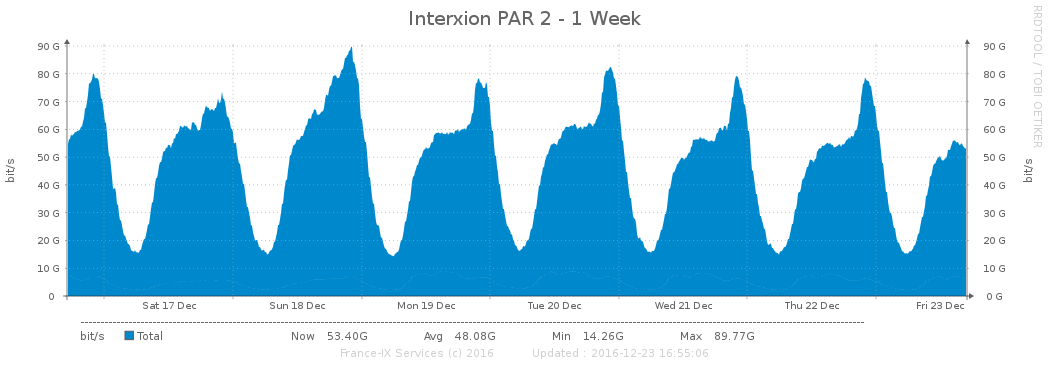 Interxion PAR 2 - 1 Week
RRDTOOL / TOBI OETIKER
bit/s
90 G 90 G
80 G 80 G
70 G 70 G
60 G 60 G
50 G 50 G
40 G 40 G
30 G 30 G
20 G 20 G
10 G 10 G
0 0 G
bit/s
Sat 17 Dec Sun 18 Dec Mon 19 Dec Tue 20 Dec Wed 21 Dec Thu 22 Dec Fri 23 Dec
bit/s Total Now 53.40G Avg 48.08G Min 14.26G Max 89.77G
France-IX Services (c) 2016 Updated : 2016-12-23 16:55:06